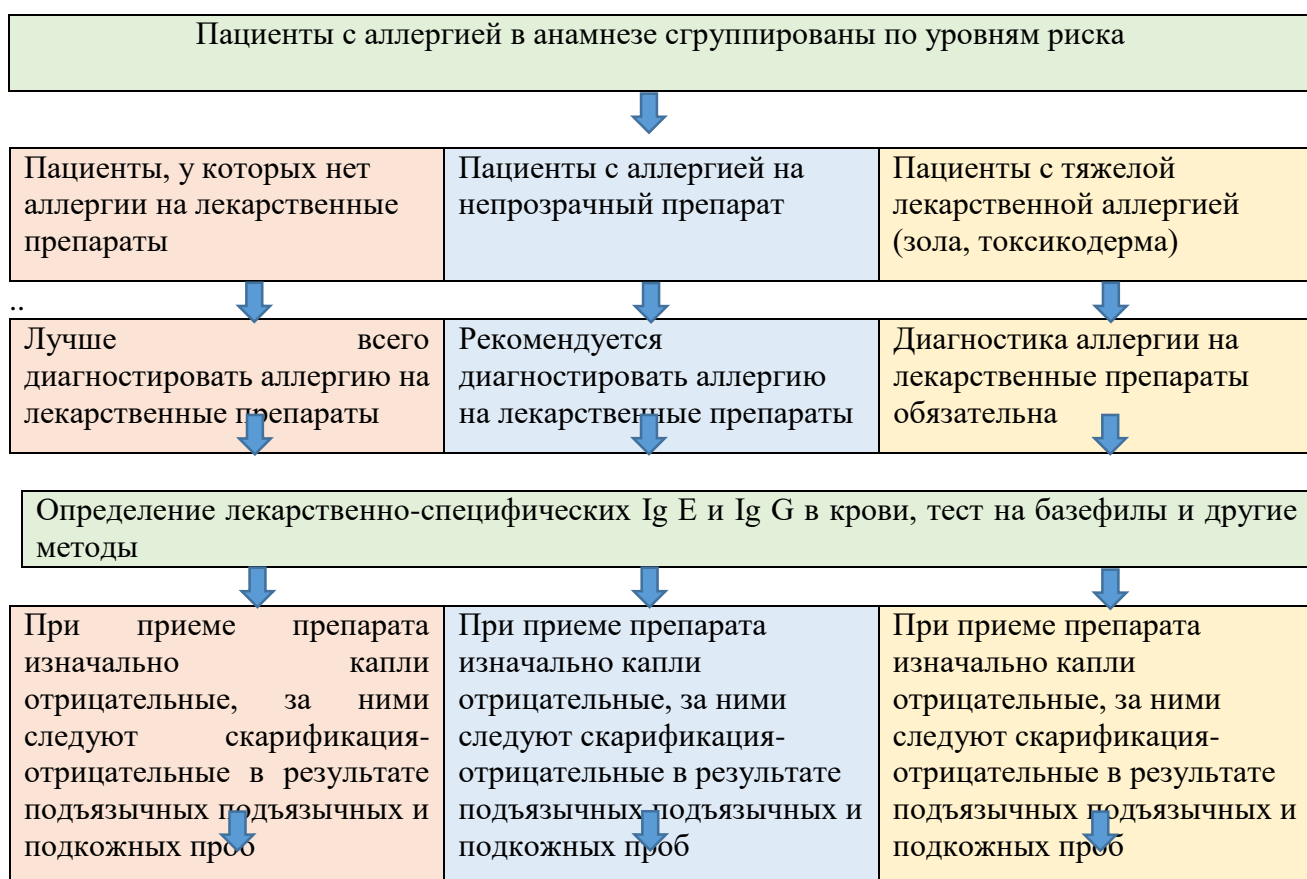 Пациенты с аллергией в анамнезе сгруппированы по уровням риска
Пациенты, у которых нет
аллергии на лекарственные
препараты
Пациенты с аллергией на
непрозрачный препарат
Пациенты с тяжелой
лекарственной аллергией
(зола, токсикодерма)
..
Лучше всего
диагностировать аллергию на
лекарственные препараты
Рекомендуется
диагностировать аллергию
на лекарственные препараты
Диагностика аллергии на
лекарственные препараты
обязательна
Определение лекарственно-специфических Ig E и Ig G в крови, тест на базефилы и другие
методы
При приеме препарата
изначально капли
отрицательные, за ними
следуют скарификация-
отрицательные в результате
подъязычных подъязычных и
подкожных проб
При приеме препарата
изначально капли
отрицательные, за ними
следуют скарификация-
отрицательные в результате
подъязычных подъязычных и
подкожных проб
При приеме препарата
изначально капли
отрицательные, за ними
следуют скарификация-
отрицательные в результате
подъязычных подъязычных и
подкожных проб